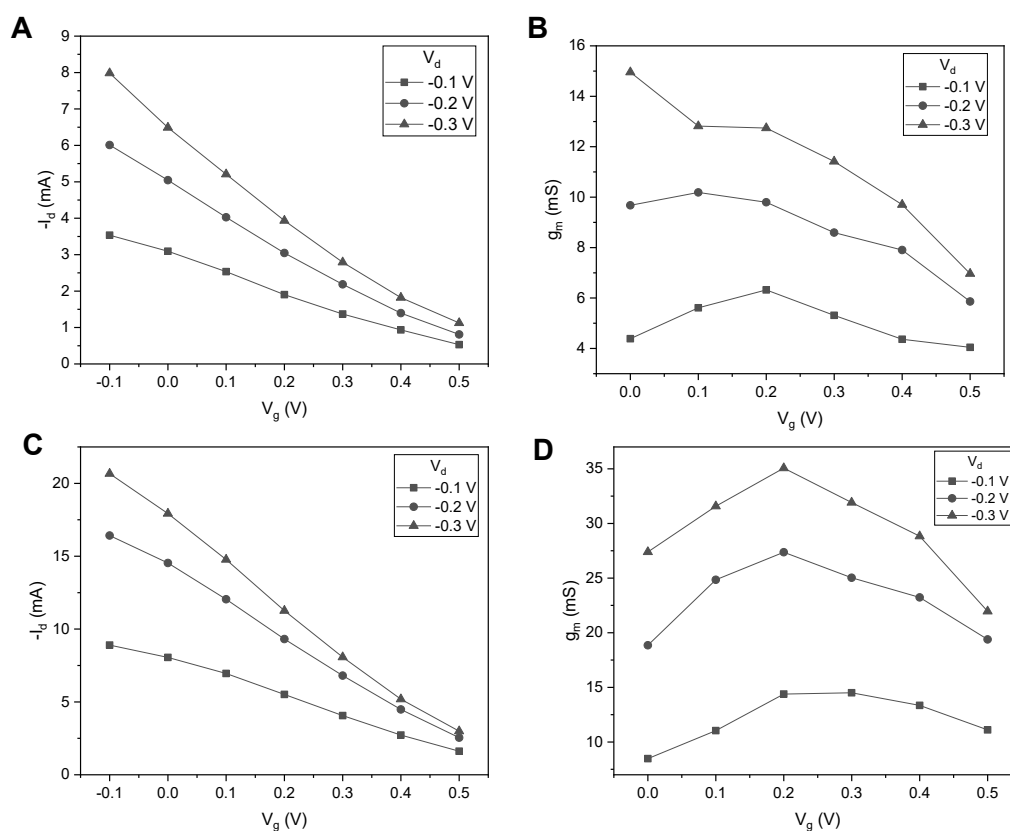 A
9
8
7
6
5
4
3
2
1
0
-I_d (mA)
-0.1 0.0 0.1 0.2 0.3 0.4 0.5
V_g (V)
V_d
-0.1 V
-0.2 V
-0.3 V
B
16
14
12
10
8
6
4
g_m (mS)
0.0 0.1 0.2 0.3 0.4 0.5
V_g (V)
V_d
-0.1 V
-0.2 V
-0.3 V
C
20
15
10
5
0
-I_d (mA)
-0.1 0.0 0.1 0.2 0.3 0.4 0.5
V_g (V)
V_d
-0.1 V
-0.2 V
-0.3 V
D
35
30
25
20
15
10
g_m (mS)
0.0 0.1 0.2 0.3 0.4 0.5
V_g (V)
V_d
-0.1 V
-0.2 V
-0.3 V